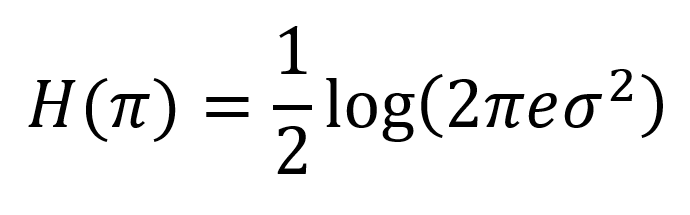 H(π) = 1/2 log(2πeσ²)